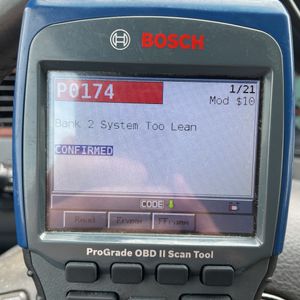 BOSCH
P0174
1/21
Mod $10
Bank 2 System Too Lean
CONFIRMED
CODE
Read Erase FFrame
ProGrade OBD II Scan Tool